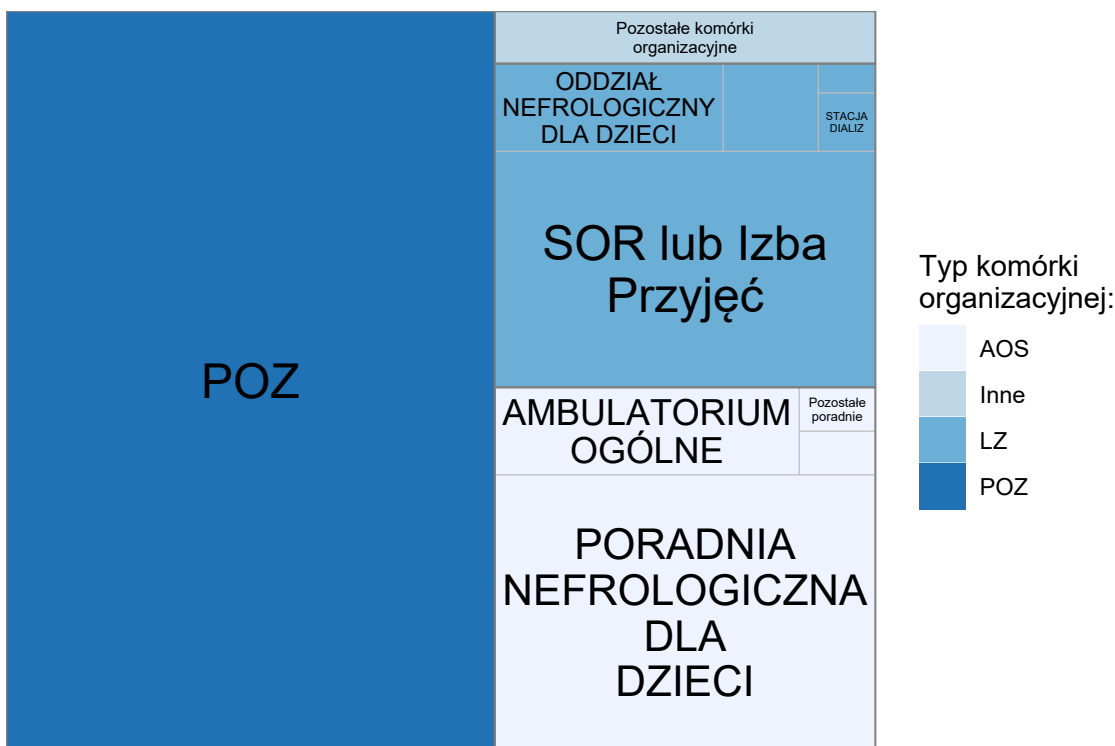 POZ
Pozostałe komórki
organizacyjne
ODDZIAŁ
NEFROLOGICZNY
DLA DZIECI
STACJA
DIALIZ
SOR lub Izba
Przyjęć
AMBULATORIUM
OGÓLNE
Pozostałe
poradnie
PORADNIA
NEFROLOGICZNA
DLA
DZIECI
Typ komórki
organizacyjnej:
AOS
Inne
LZ
POZ